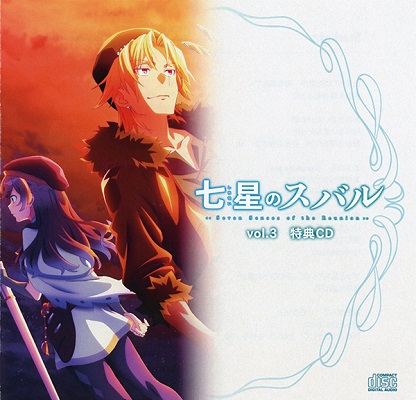 七星のスバル
Seven Senses of the Reunion
vol.3 特典CD
COMPACT
disc
DIGITAL AUDIO